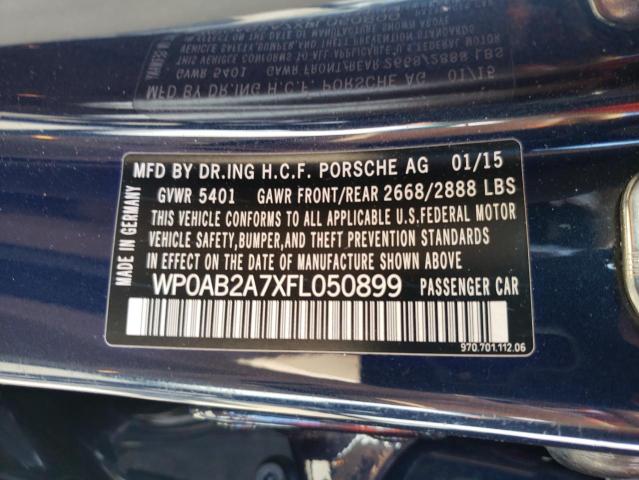 MFD BY DR.ING H.C.F. PORSCHE AG 01/15
GVWR 5401 GAWR FRONT/REAR 2668/2888 LBS
THIS VEHICLE CONFORMS TO ALL APPLICABLE U.S.FEDERAL MOTOR
VEHICLE SAFETY,BUMPER,AND THEFT PREVENTION STANDARDS
IN EFFECT ON THE DATE OF MANUFACTURE SHOWN ABOVE
WP0AB2A7XFL050899 PASSENGER CAR
970.701.112.06
MADE IN GERMANY